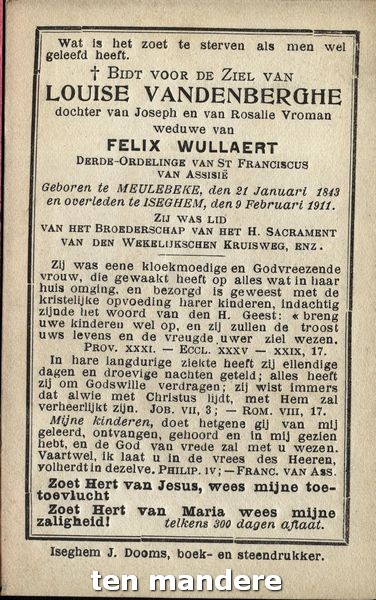 Wat is het zoet te sterven als men wel
geleefd heeft.
† BIDT VOOR DE ZIEL VAN
LOUISE VANDENBERGHE
dochter van Joseph en van Rosalie Vroman
weduwe van
FELIX WULLAERT
DERDE-ORDELINGE VAN ST FRANCISCUS
VAN ASSISIË
Geboren te MEULEBEKE, den 21 Januari 1843
en overleden te ISEGHEM, den 9 Februari 1911.
ZIJ WAS LID
VAN HET BROEDERSCHAP VAN HET H. SACRAMENT
VAN DEN WEKELIJKSCHEN KRUISWEG, ENZ.
Zij was eene kloekmoedige en Godvreezende
vrouw, die gewaakt heeft op alles wat in haar
huis omging, en bezorgd is geweest met de
kristelijke opvoeding harer kinderen, indachtig
zijnde het woord van den H. Geest: « breng
uwe kinderen wel op, en zij zullen de troost
uws levens en de vreugde uwer ziel wezen.
PROV. XXXI. — ECCL. XXXV — XXIX, 17.
In hare langdurige ziekte heeft zij ellendige
dagen en droevige nachten geteld; alles heeft
zij om Godswille verdragen; zij wist immers
dat alwie met Christus lijdt, met Hem zal
verheerlijkt zijn. JOB. VII, 3; — ROM. VIII, 17.
Mijne kinderen, doet hetgene gij van mij
geleerd, ontvangen, gehoord en in mij gezien
hebt, en de God van vrede zal met u wezen.
Vaartwel, ik laat u in de vrees des Heeren,
volherdt in dezelve. PHILIP. IV; — FRANC. VAN ASS.
Zoet Hert van Jesus, wees mijne toe-
toevlucht
Zoet Hert van Maria wees mijne
zaligheid! telkens 300 dagen aflaat.
Iseghem J. Dooms, boek- en steendrukker.
ten mandere